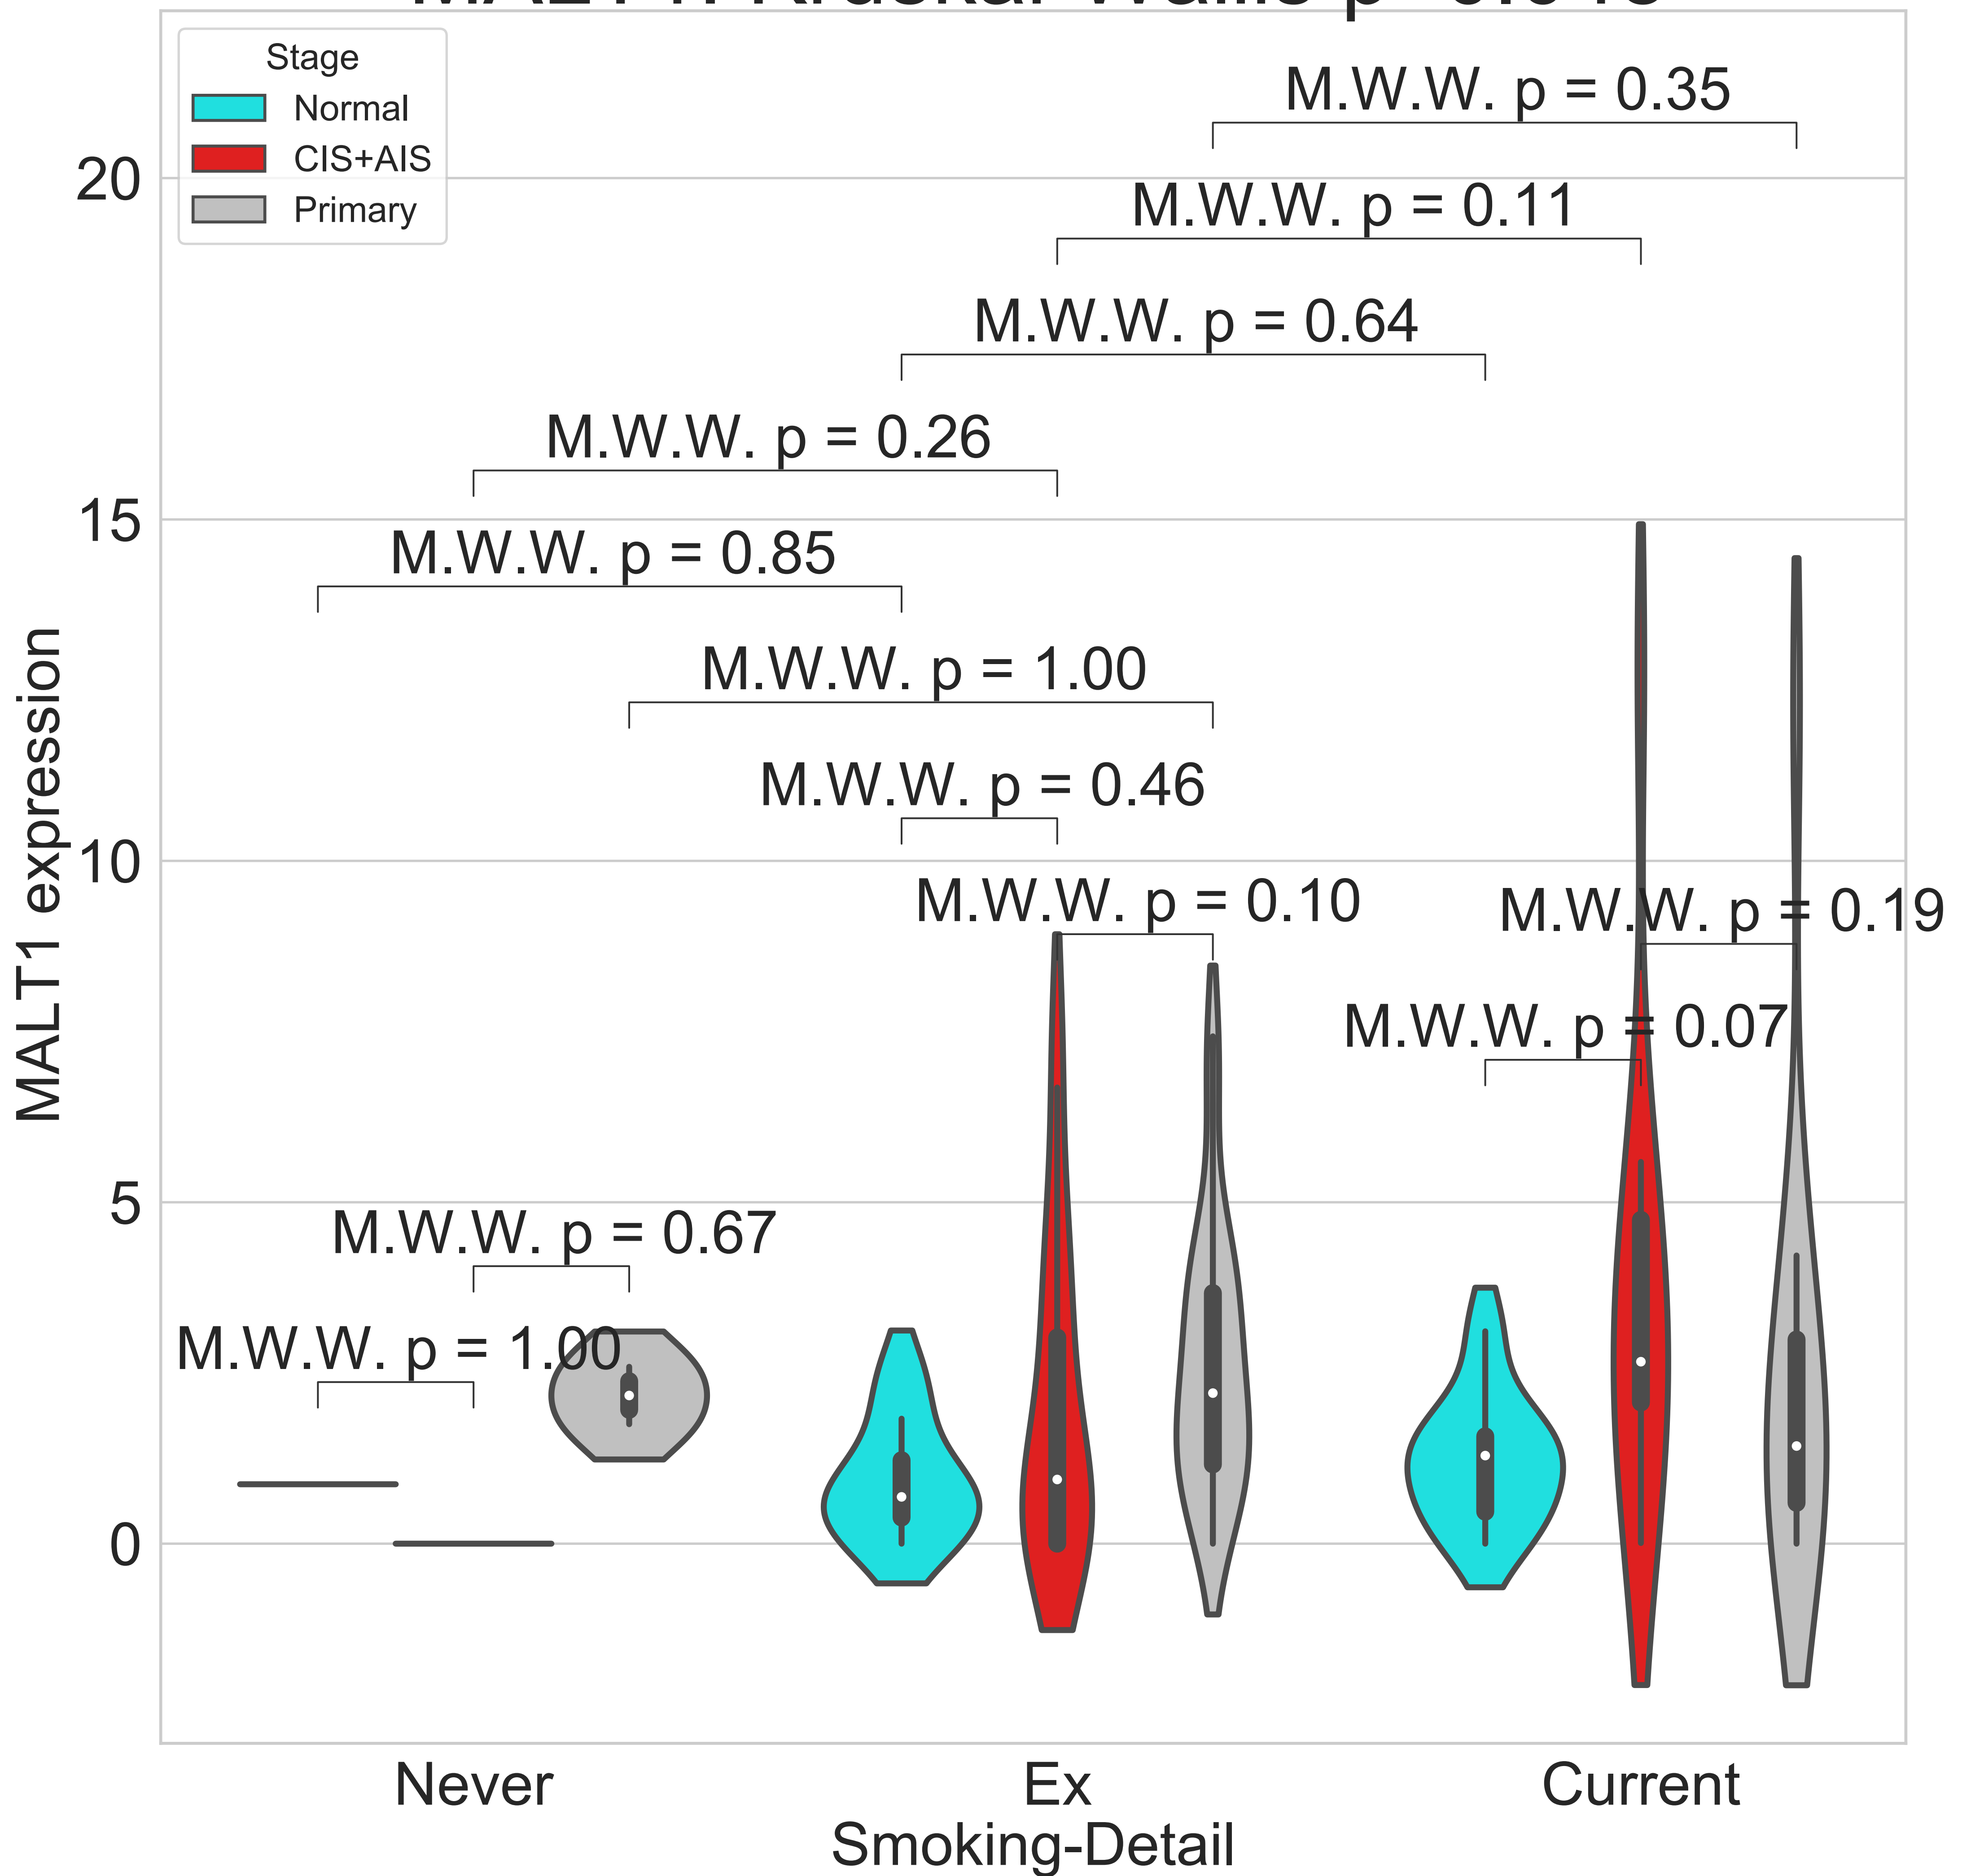 Stage
Normal
CIS+AIS
Primary
M.W.W. p = 0.35
M.W.W. p = 0.11
M.W.W. p = 0.64
M.W.W. p = 0.26
M.W.W. p = 0.85
M.W.W. p = 1.00
M.W.W. p = 0.46
M.W.W. p = 0.10
M.W.W. p = 0.19
M.W.W. p = 0.07
M.W.W. p = 0.67
M.W.W. p = 1.00
20
15
10
5
0
MALT1 expression
Never
Ex
Current
Smoking-Detail